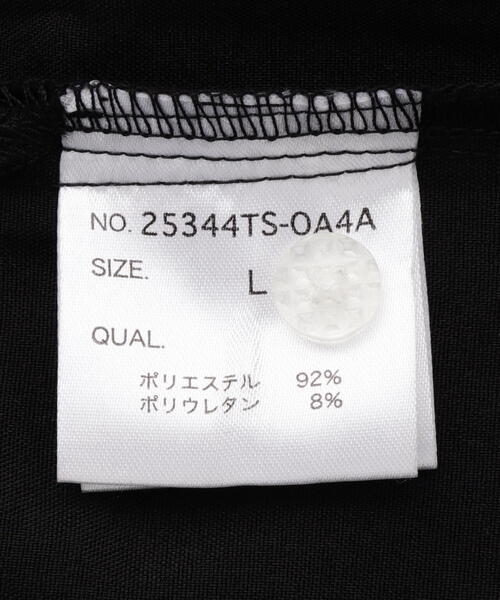 NO. 25344TS-0A4A
SIZE.
L
QUAL.
ポリエステル 92%
ポリウレタン 8%